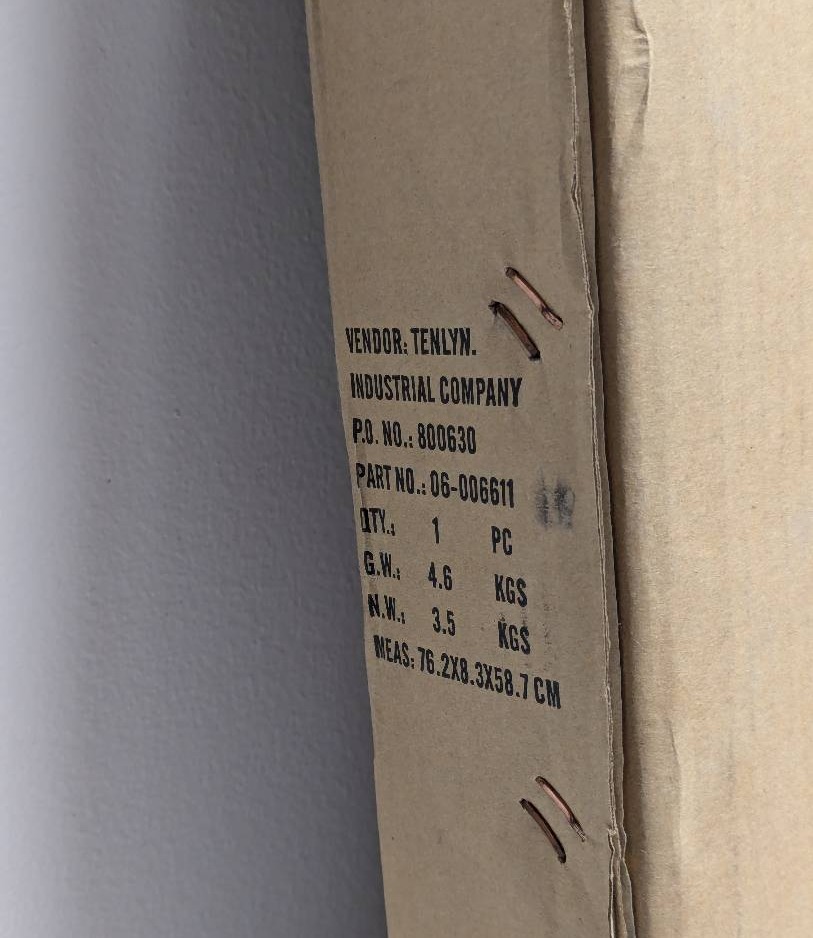 VENDOR: TENLYN.
INDUSTRIAL COMPANY
P.O. NO.: 800630
PART NO.: 06-006611
QTY.: 1 PC
G.W.: 4.6 KGS
N.W.: 3.5 KGS
MEAS: 76.2X8.3X58.7 CM